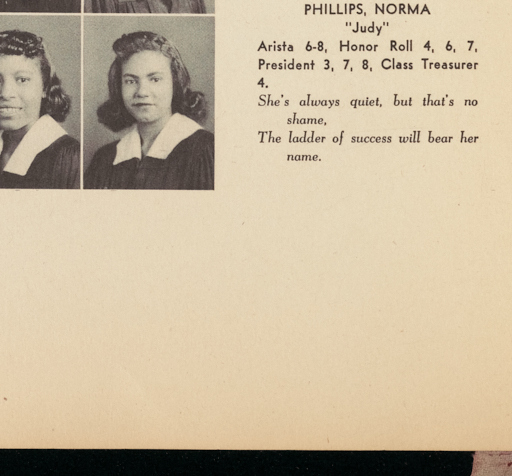 PHILLIPS, NORMA
"Judy"
Arista 6-8, Honor Roll 4, 6, 7,
President 3, 7, 8, Class Treasurer
4.
She's always quiet, but that's no
shame,
The ladder of success will bear her
name.